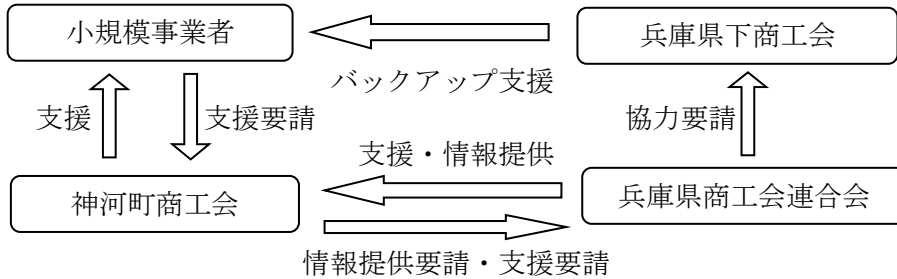 小規模事業者
兵庫県下商工会
バックアップ支援
支援
支援要請
協力要請
支援・情報提供
神河町商工会
兵庫県商工会連合会
情報提供要請・支援要請